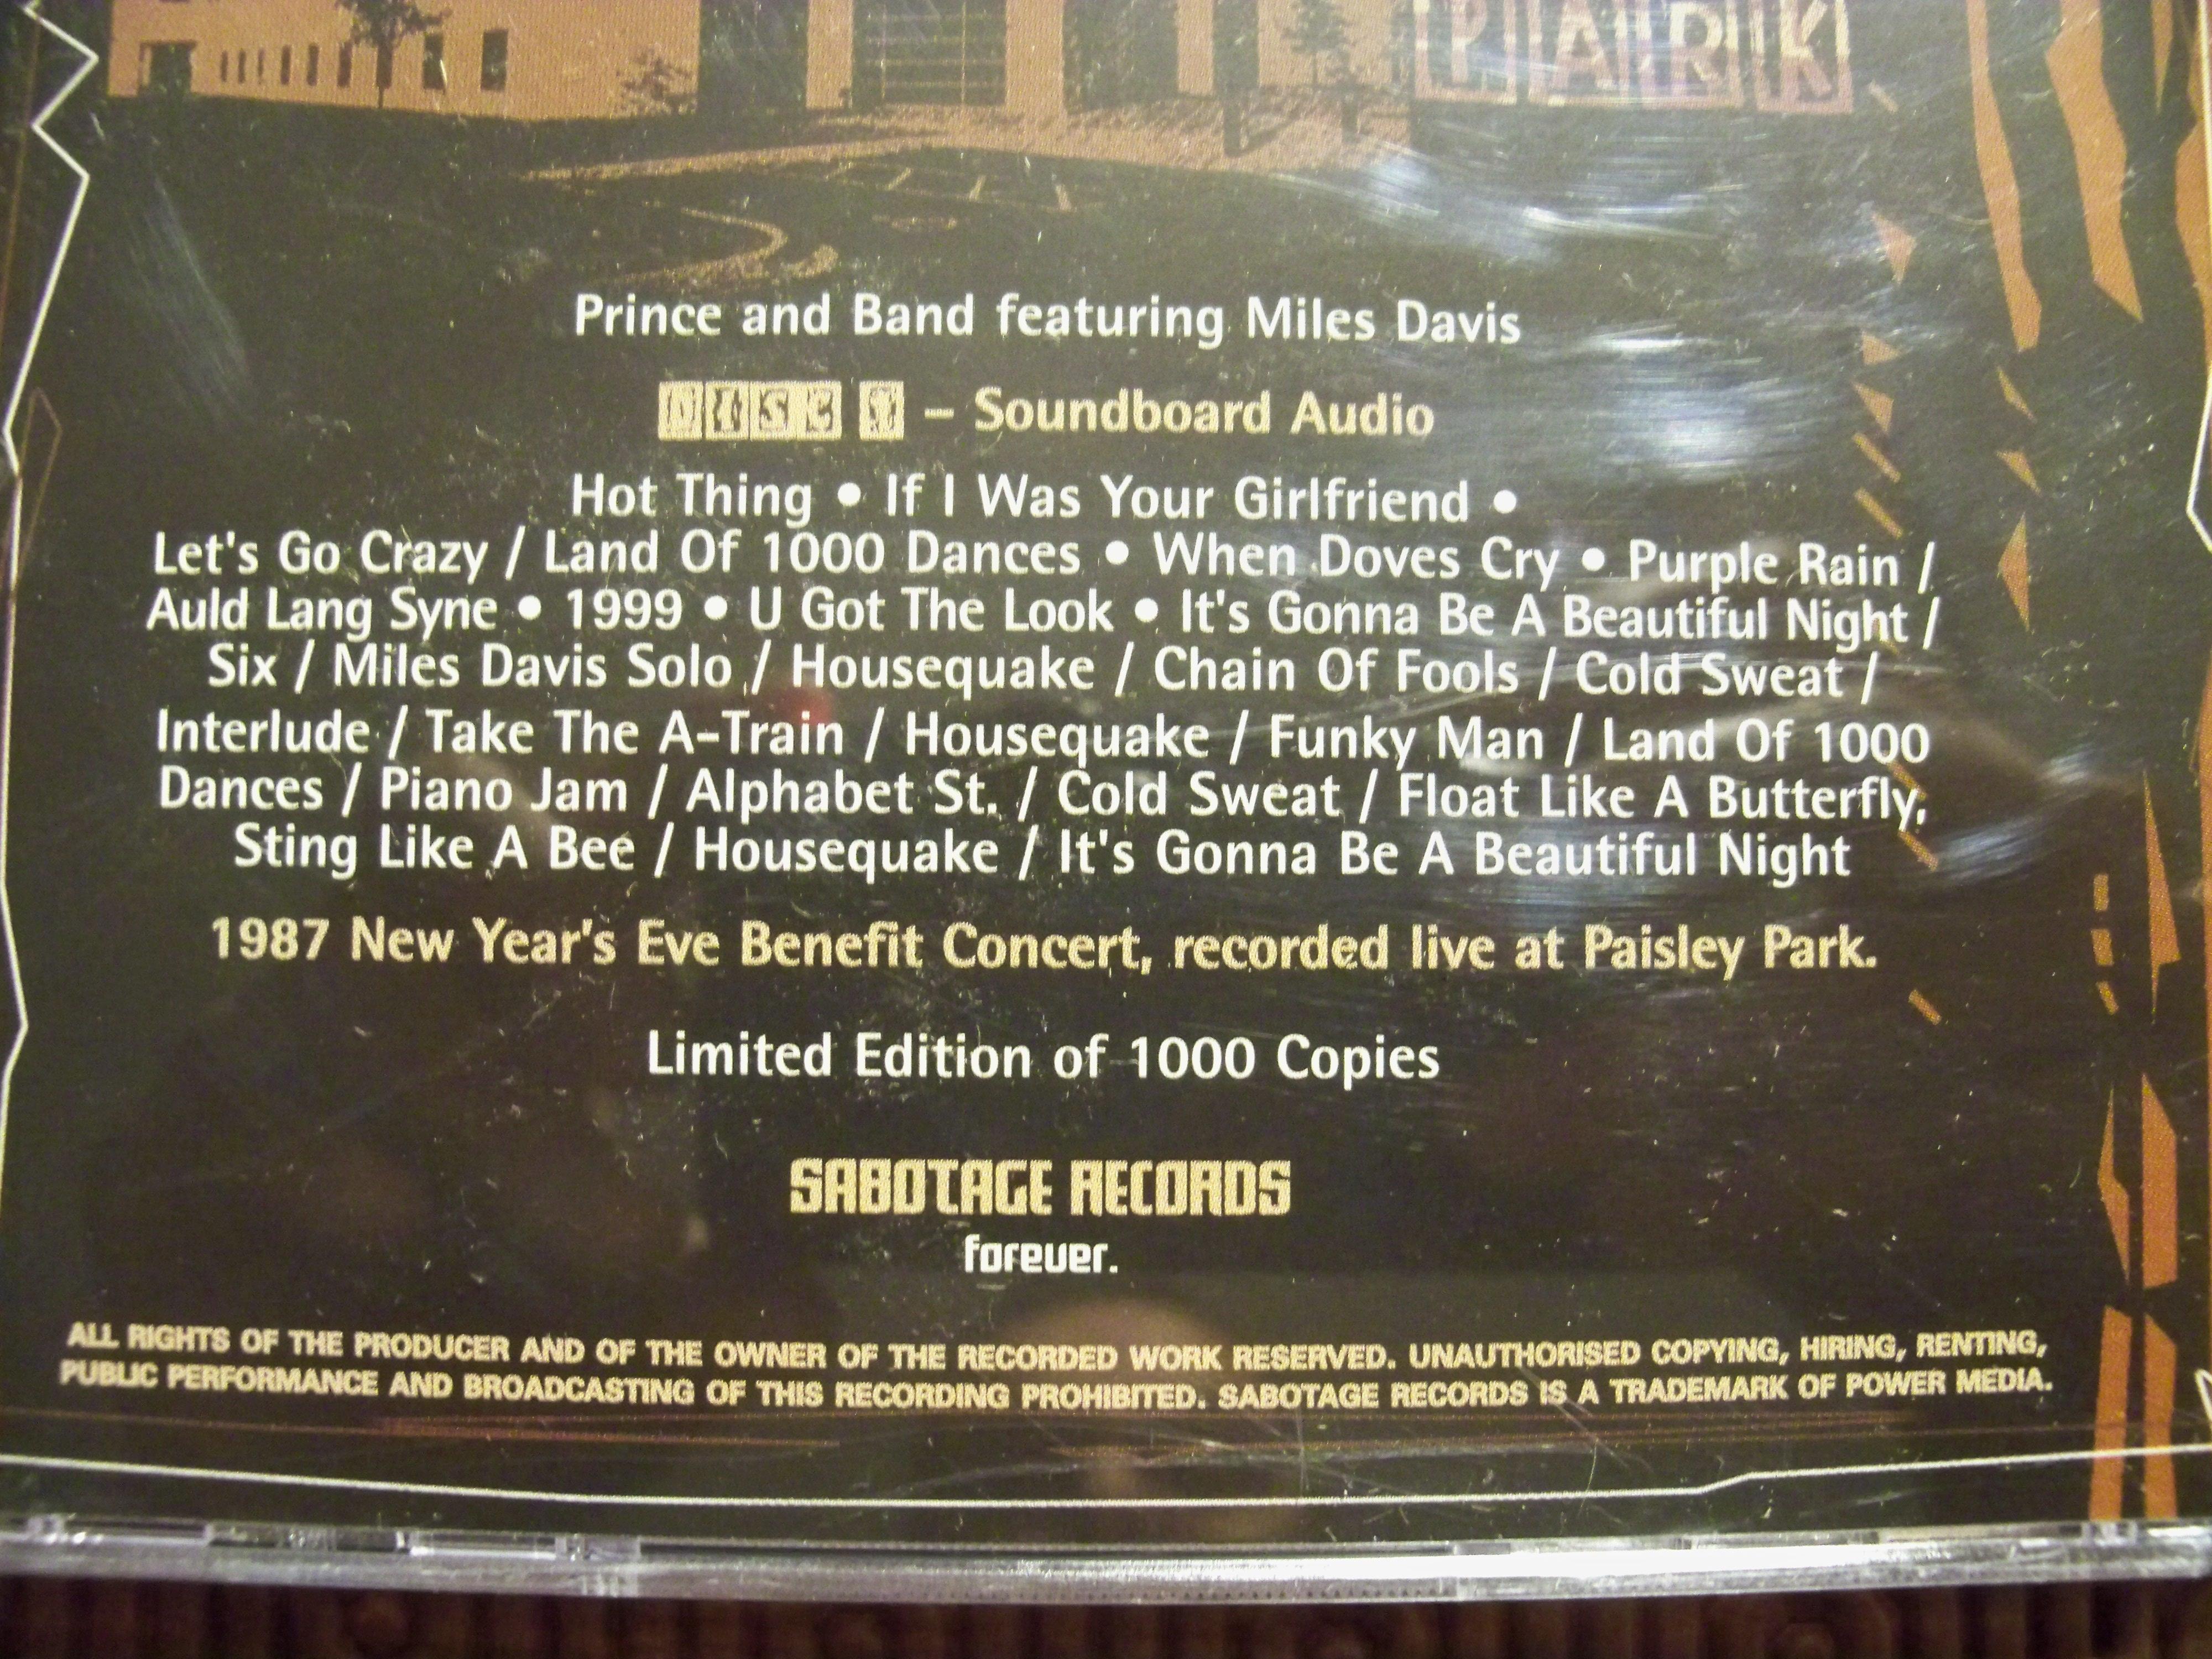 PARK
Prince and Band featuring Miles Davis
DISC – Soundboard Audio
Hot Thing • If I Was Your Girlfriend •
Let's Go Crazy / Land Of 1000 Dances • When Doves Cry • Purple Rain /
Auld Lang Syne • 1999 • U Got The Look • It's Gonna Be A Beautiful Night /
Six / Miles Davis Solo / Housequake / Chain Of Fools / Cold Sweat /
Interlude / Take The A-Train / Housequake / Funky Man / Land Of 1000
Dances / Piano Jam / Alphabet St. / Cold Sweat / Float Like A Butterfly,
Sting Like A Bee / Housequake / It's Gonna Be A Beautiful Night
1987 New Year's Eve Benefit Concert, recorded live at Paisley Park.
Limited Edition of 1000 Copies
SABOTAGE RECORDS
forever.
ALL RIGHTS OF THE PRODUCER AND OF THE OWNER OF THE RECORDED WORK RESERVED. UNAUTHORISED COPYING, HIRING, RENTING,
PUBLIC PERFORMANCE AND BROADCASTING OF THIS RECORDING PROHIBITED. SABOTAGE RECORDS IS A TRADEMARK OF POWER MEDIA.